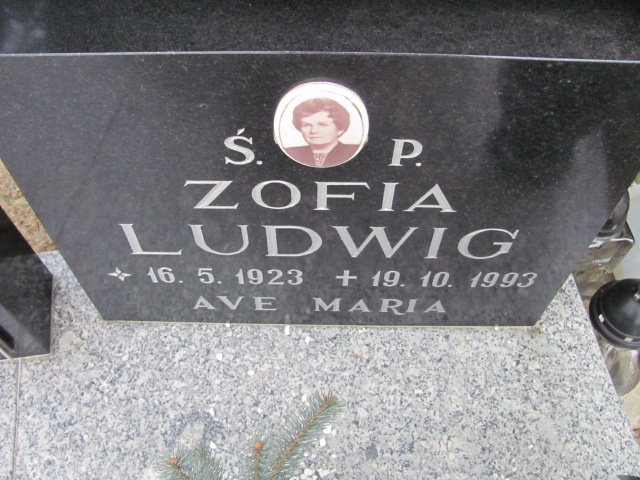 Ś. P.
ZOFIA
LUDWIG
16. 5. 1923 + 19. 10. 1993
AVE MARIA